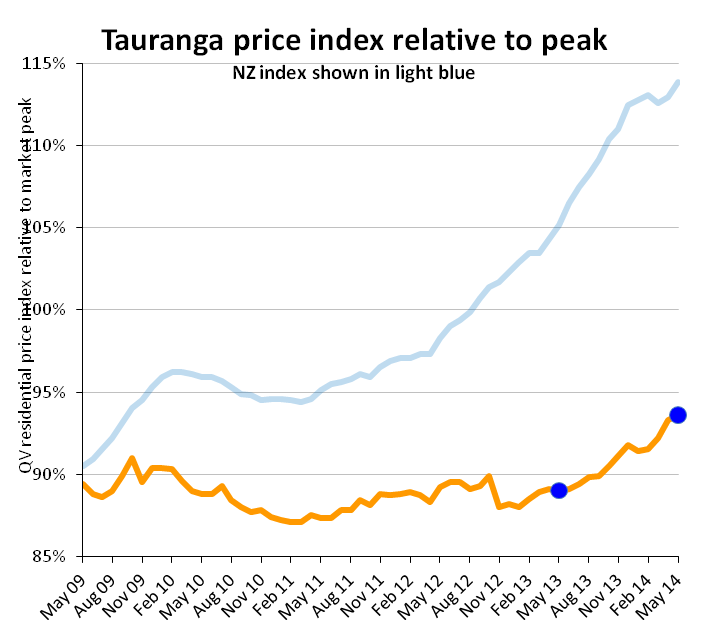 Tauranga price index relative to peak
NZ index shown in light blue
QV residential price index relative to market peak
115%
110%
105%
100%
95%
90%
85%
May 09
Aug 09
Nov 09
Feb 10
May 10
Aug 10
Nov 10
Feb 11
May 11
Aug 11
Nov 11
Feb 12
May 12
Aug 12
Nov 12
Feb 13
May 13
Aug 13
Nov 13
Feb 14
May 14